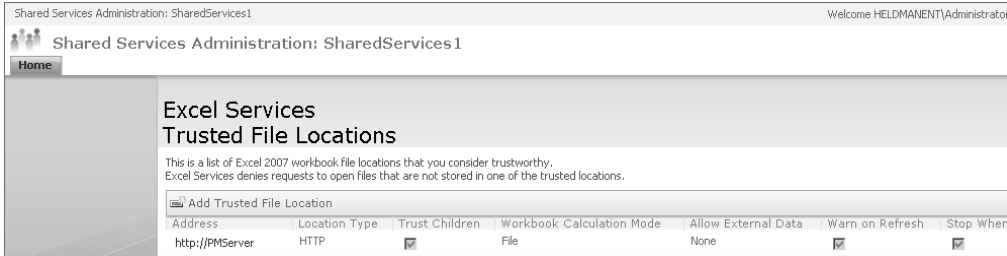 Shared Services Administration: SharedServices1 Welcome HELDMANENT\Administrator
Shared Services Administration: SharedServices1
Home
Excel Services
Trusted File Locations
This is a list of Excel 2007 workbook file locations that you consider trustworthy.
Excel Services denies requests to open files that are not stored in one of the trusted locations.
Add Trusted File Location
Address Location Type Trust Children Workbook Calculation Mode Allow External Data Warn on Refresh Stop When
http://PMServer HTTP File None